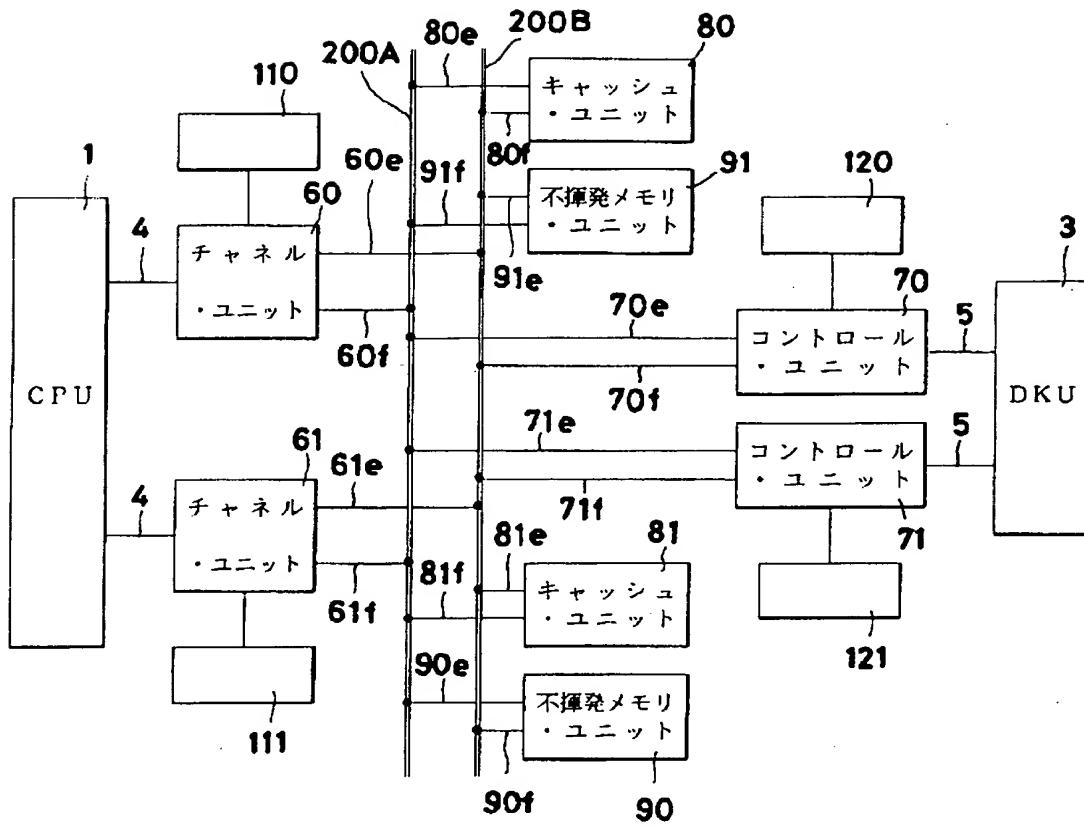 200B
80e
80
200A
キャッシュ
・ユニット
110
80f
60e
91f
91
1
120
60
不揮発メモリ
・ユニット
3
4
チャネル
・ユニット
91e
70
70e
5
コントロール
・ユニット
60f
70f
CPU
DKU
71e
61
61e
5
コントロール
・ユニット
4
チャネル
・ユニット
71f
71
81e
81
61f
81f
キャッシュ
・ユニット
121
90e
不揮発メモリ
・ユニット
111
90f
90